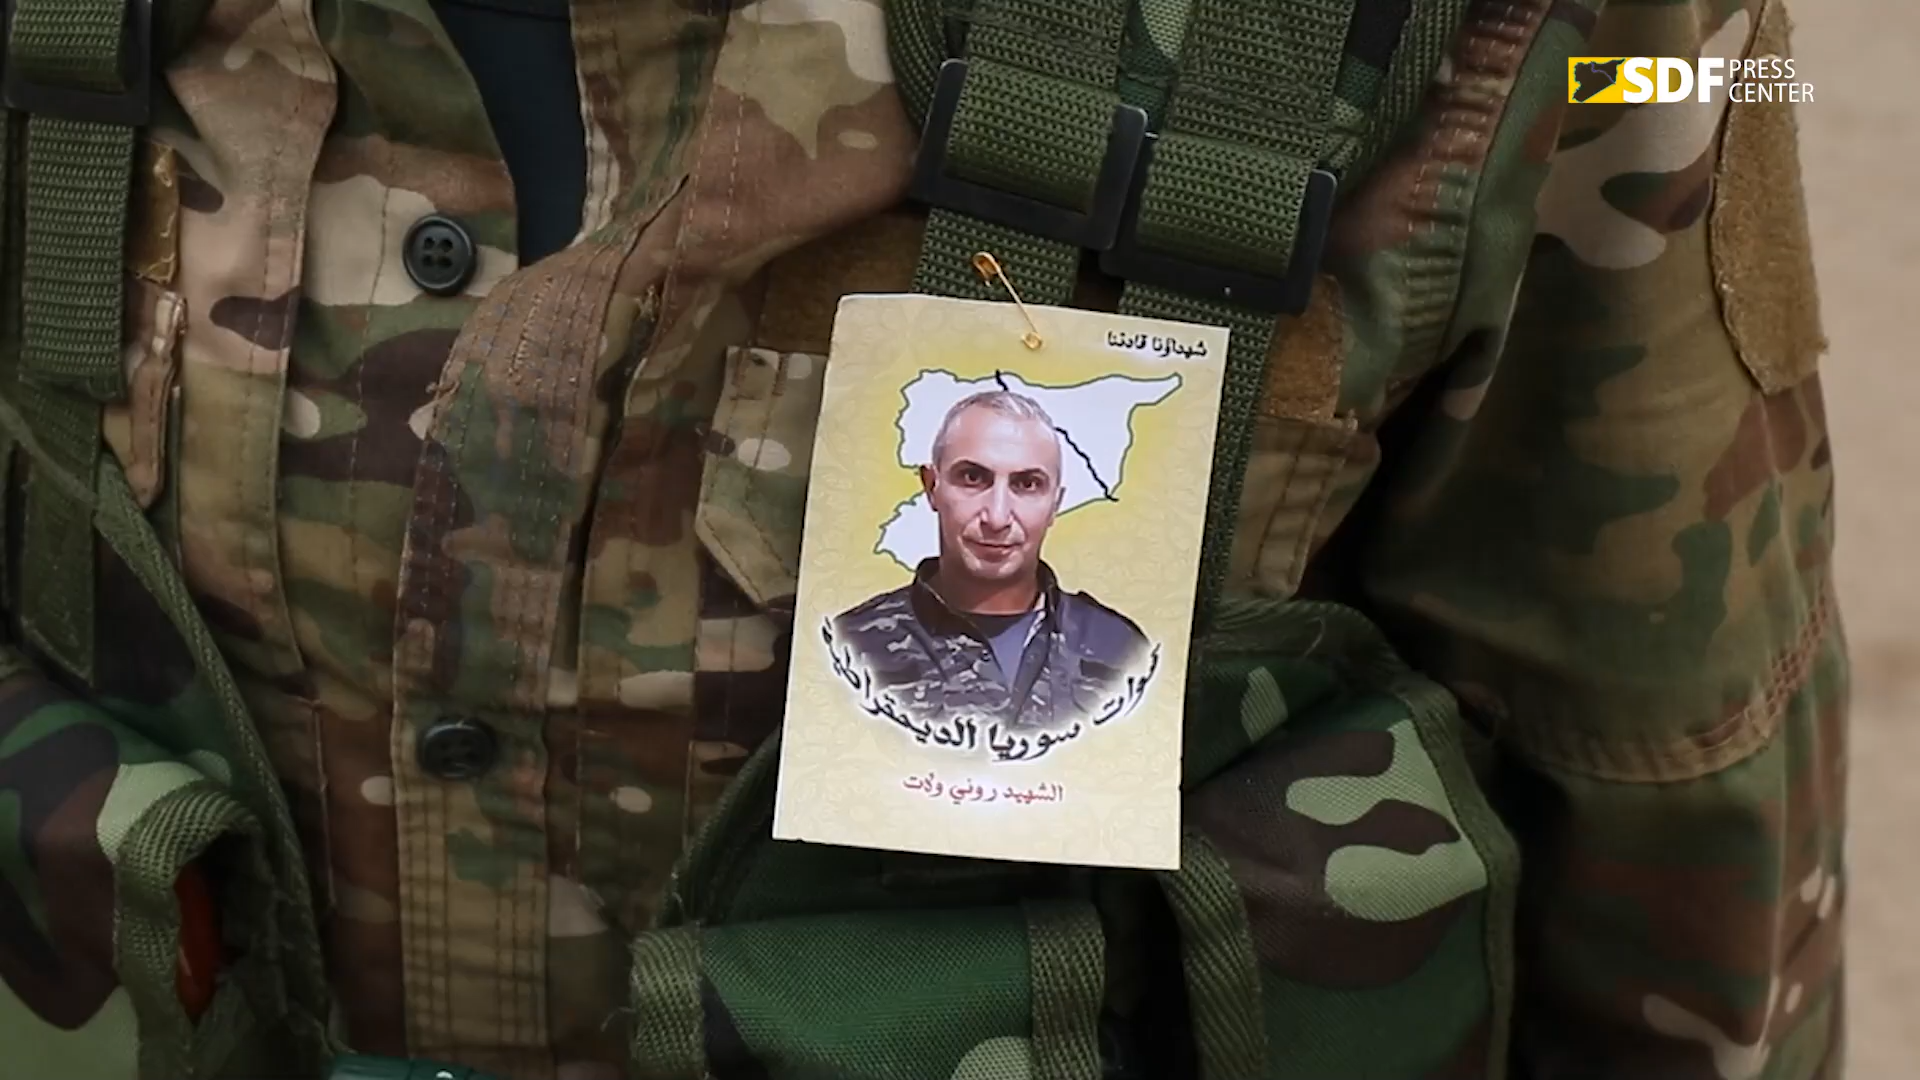 SDF PRESS
CENTER
شهداؤنا قادتنا
قوات سوريا الديمقراطية
الشهيد روني ولات